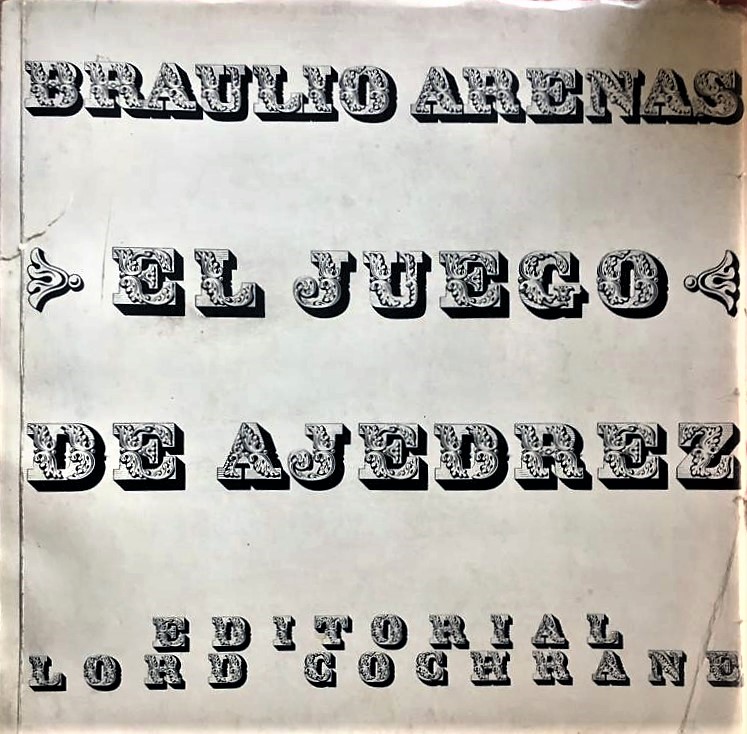 BRAULIO ARENAS
EL JUEGO
DE AJEDREZ
EDITORIAL
LORD COCHRANE